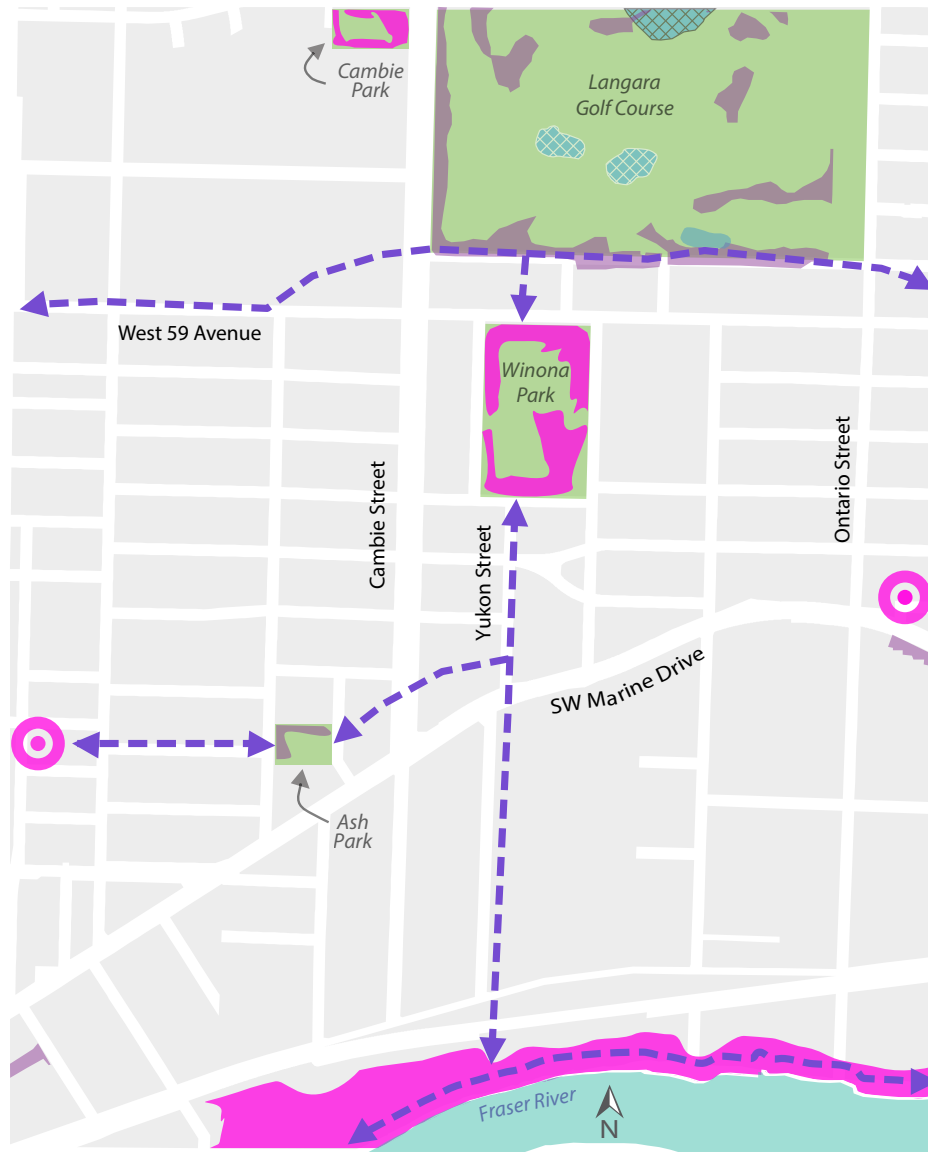 Cambie
Park
Langara
Golf Course
West 59 Avenue
Winona
Park
Cambie Street
Yukon Street
Ontario Street
SW Marine Drive
Ash
Park
Fraser River
N